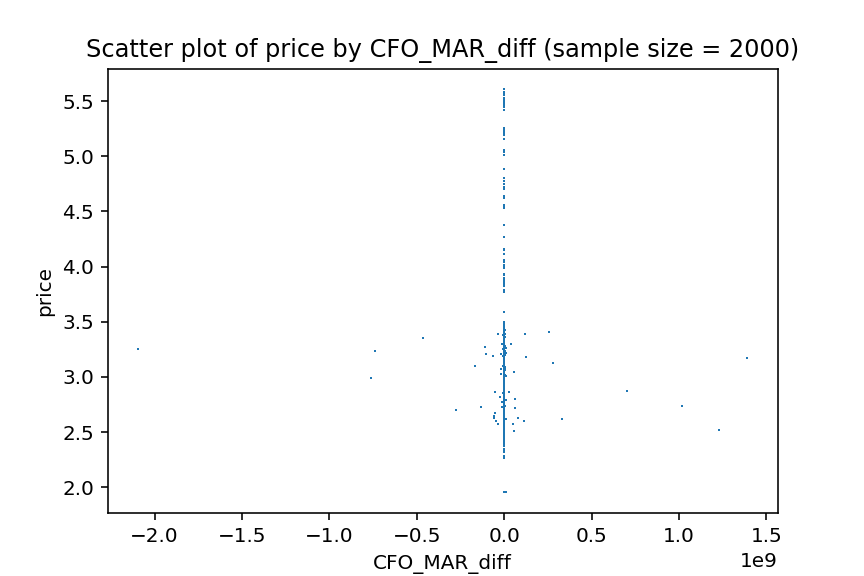 Scatter plot of price by CFO_MAR_diff (sample size = 2000)
5.5
5.0
4.5
4.0
3.5
3.0
2.5
2.0
price
−2.0 −1.5 −1.0 −0.5 0.0 0.5 1.0 1.5
CFO_MAR_diff
1e9